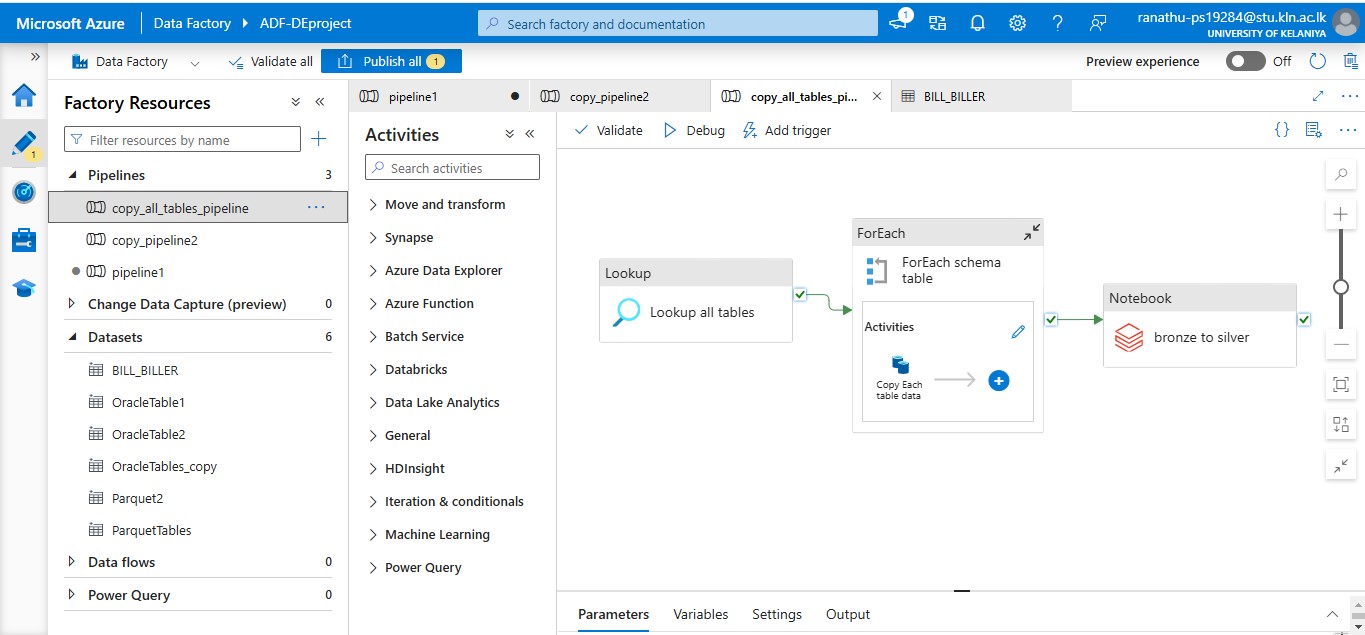 Microsoft Azure
Data Factory
ADF-DEproject
Search factory and documentation
1
ranathu-ps19284@stu.kln.ac.lk
UNIVERSITY OF KELANIYA
Data Factory
Validate all
Publish all 1
Preview experience
Off
1
Factory Resources
Filter resources by name
Pipelines 3
copy_all_tables_pipeline
copy_pipeline2
pipeline1
Change Data Capture (preview) 0
Datasets 6
BILL_BILLER
OracleTable1
OracleTable2
OracleTables_copy
Parquet2
ParquetTables
Data flows 0
Power Query 0
pipeline1
copy_pipeline2
copy_all_tables_pi...
BILL_BILLER
Activities
Search activities
Move and transform
Synapse
Azure Data Explorer
Azure Function
Batch Service
Databricks
Data Lake Analytics
General
HDInsight
Iteration & conditionals
Machine Learning
Power Query
Validate
Debug
Add trigger
Lookup
Lookup all tables
ForEach
ForEach schema
table
Activities
Copy Each
table data
Notebook
bronze to silver
Parameters
Variables
Settings
Output